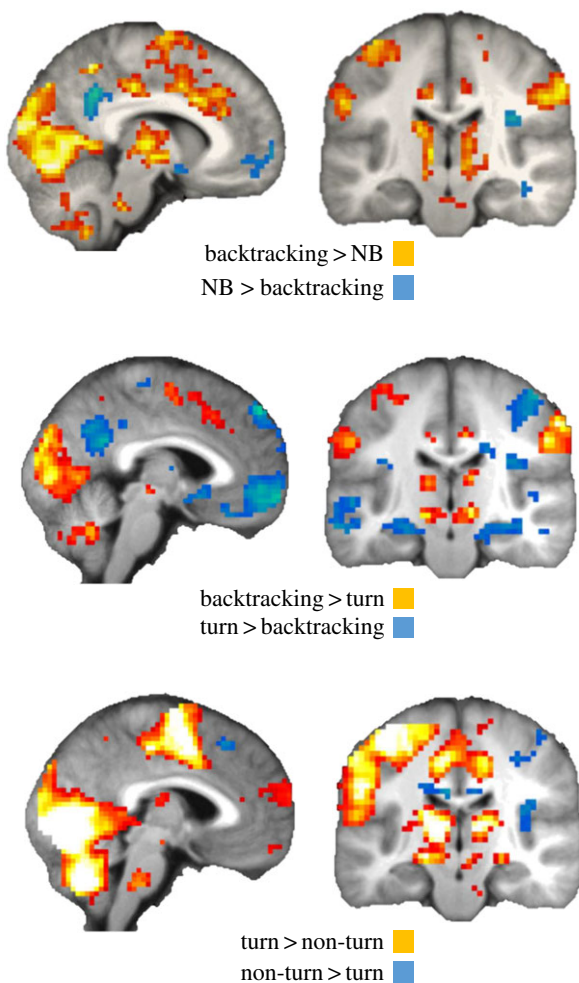 backtracking > NB
NB > backtracking
backtracking > turn
turn > backtracking
turn > non-turn
non-turn > turn